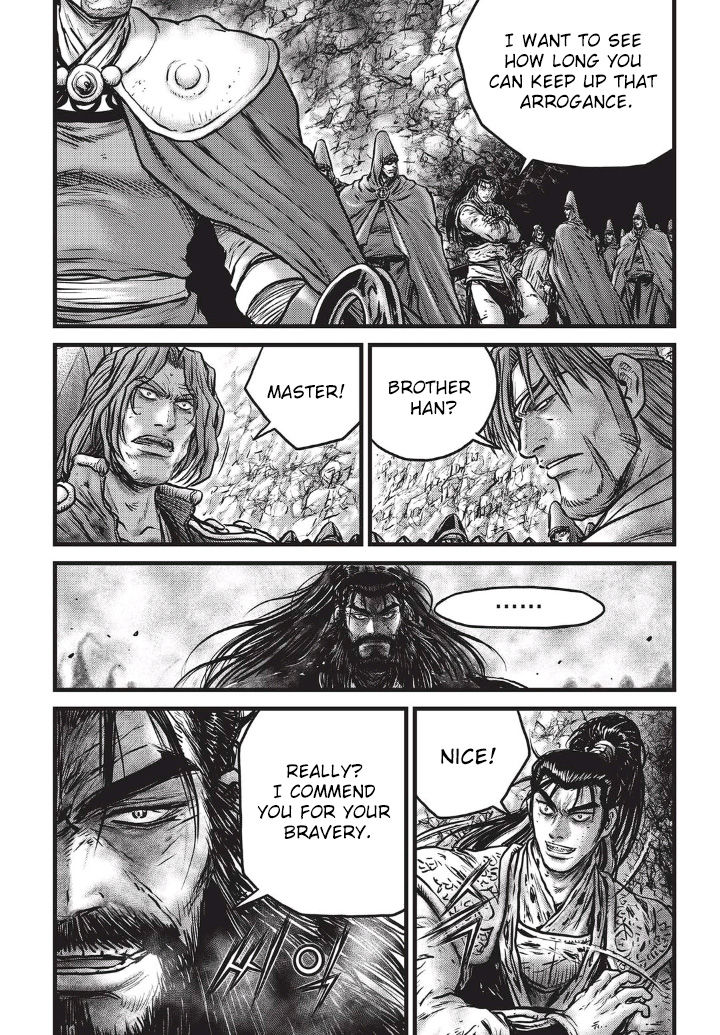 I WANT TO SEE
HOW LONG YOU
CAN KEEP UP THAT
ARROGANCE.
MASTER!
BROTHER
HAN?
......
REALLY?
I COMMEND
YOU FOR YOUR
BRAVERY.
NICE!